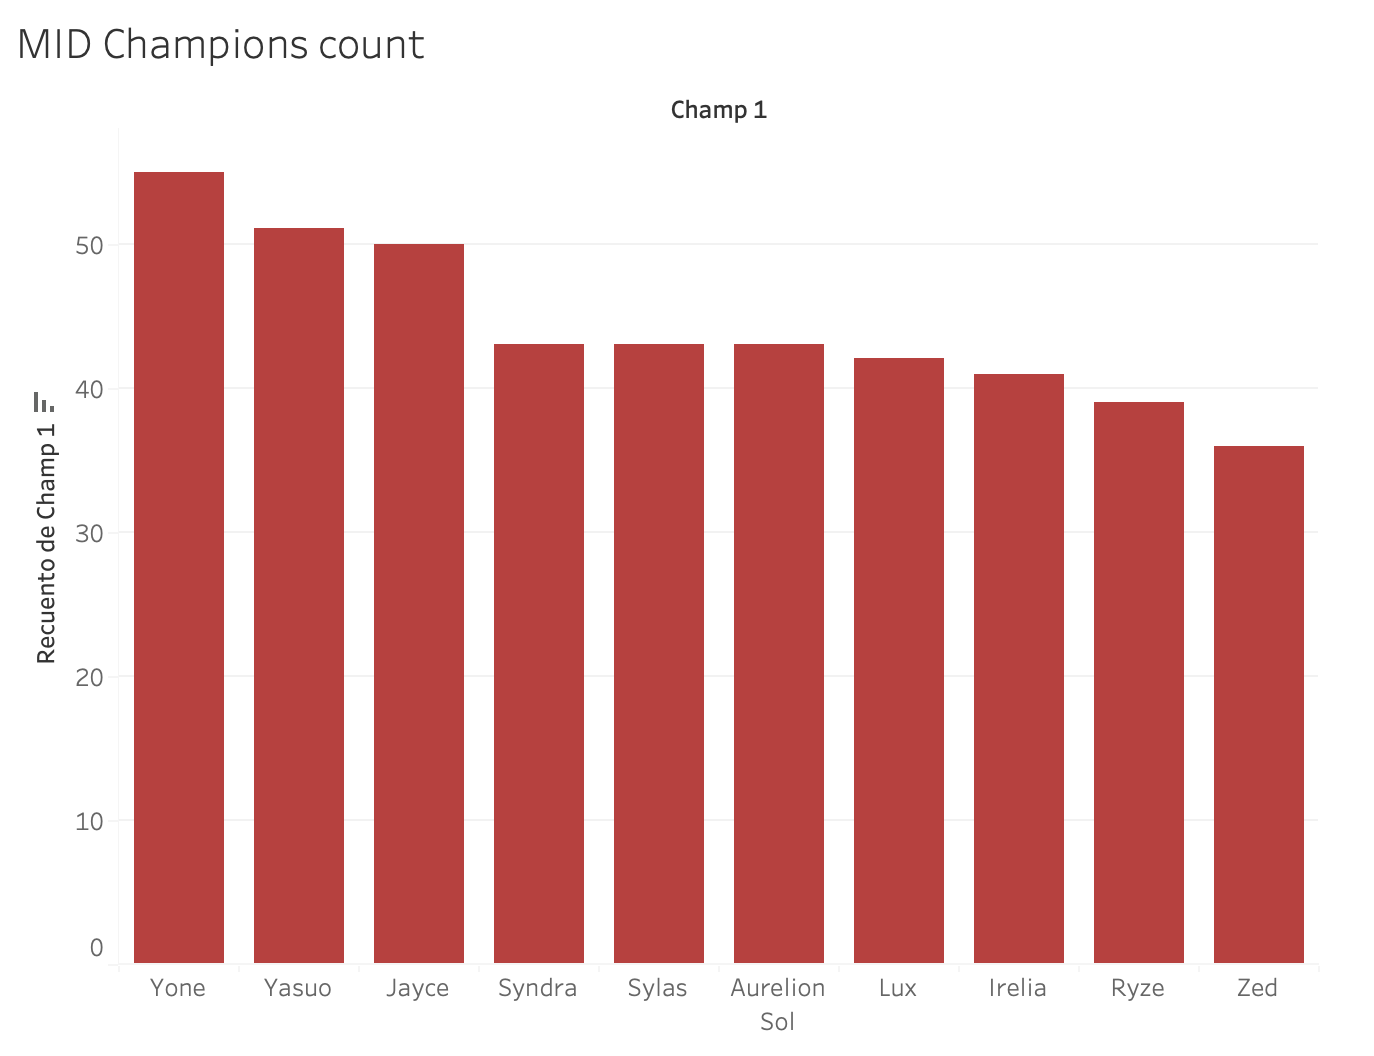 MID Champions count
Champ 1
Recuento de Champ 1
50
40
30
20
10
0
Yone Yasuo Jayce Syndra Sylas Aurelion Sol Lux Irelia Ryze Zed